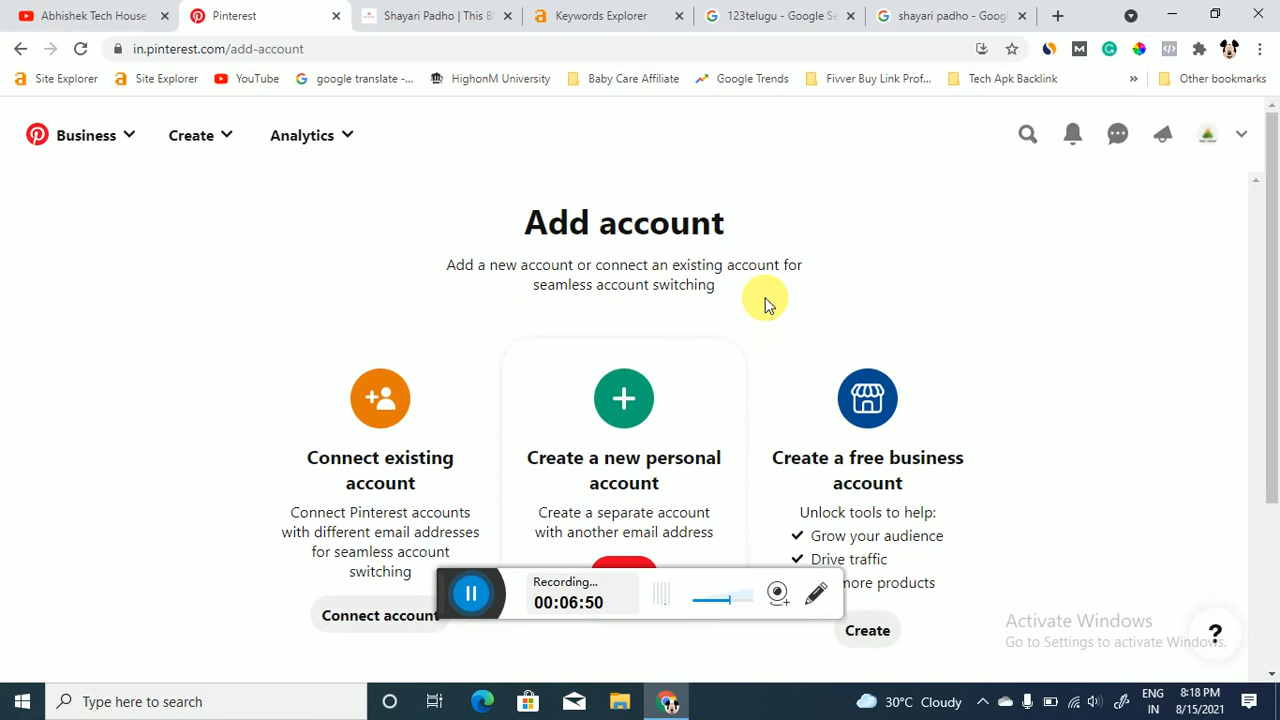 Abhishek Tech House
Pinterest
Shayari Padho | This B
Keywords Explorer
123telugu - Google Se
shayari padho - Goog
in.pinterest.com/add-account
Site Explorer
Site Explorer
YouTube
google translate -...
HighonM University
Baby Care Affiliate
Google Trends
Fivver Buy Link Prof...
Tech Apk Backlink
»
Other bookmarks
Business
Create
Analytics
Add account
Add a new account or connect an existing account for
seamless account switching
Connect existing
account
Connect Pinterest accounts
with different email addresses
for seamless account
switching
Connect account
Create a new personal
account
Create a separate account
with another email address
Create a free business
account
Unlock tools to help:
Grow your audience
Drive traffic
more products
Create
Recording...
00:06:50
Activate Windows
Go to Settings to activate Windows.
?
Type here to search
30°C Cloudy
ENG
IN
8:18 PM
8/15/2021